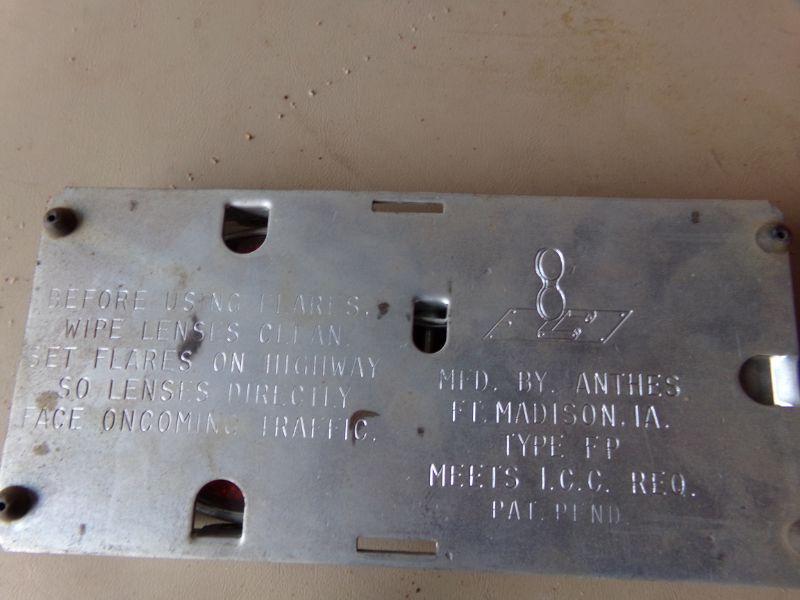 BEFORE USING FLARES,
WIPE LENSES CLEAN.
SET FLARES ON HIGHWAY
SO LENSES DIRECTLY
FACE ONCOMING TRAFFIC.
MFD. BY. ANTHES
FT. MADISON, IA.
TYPE FP
MEETS I.C.C. REQ.
PAT. PEND.